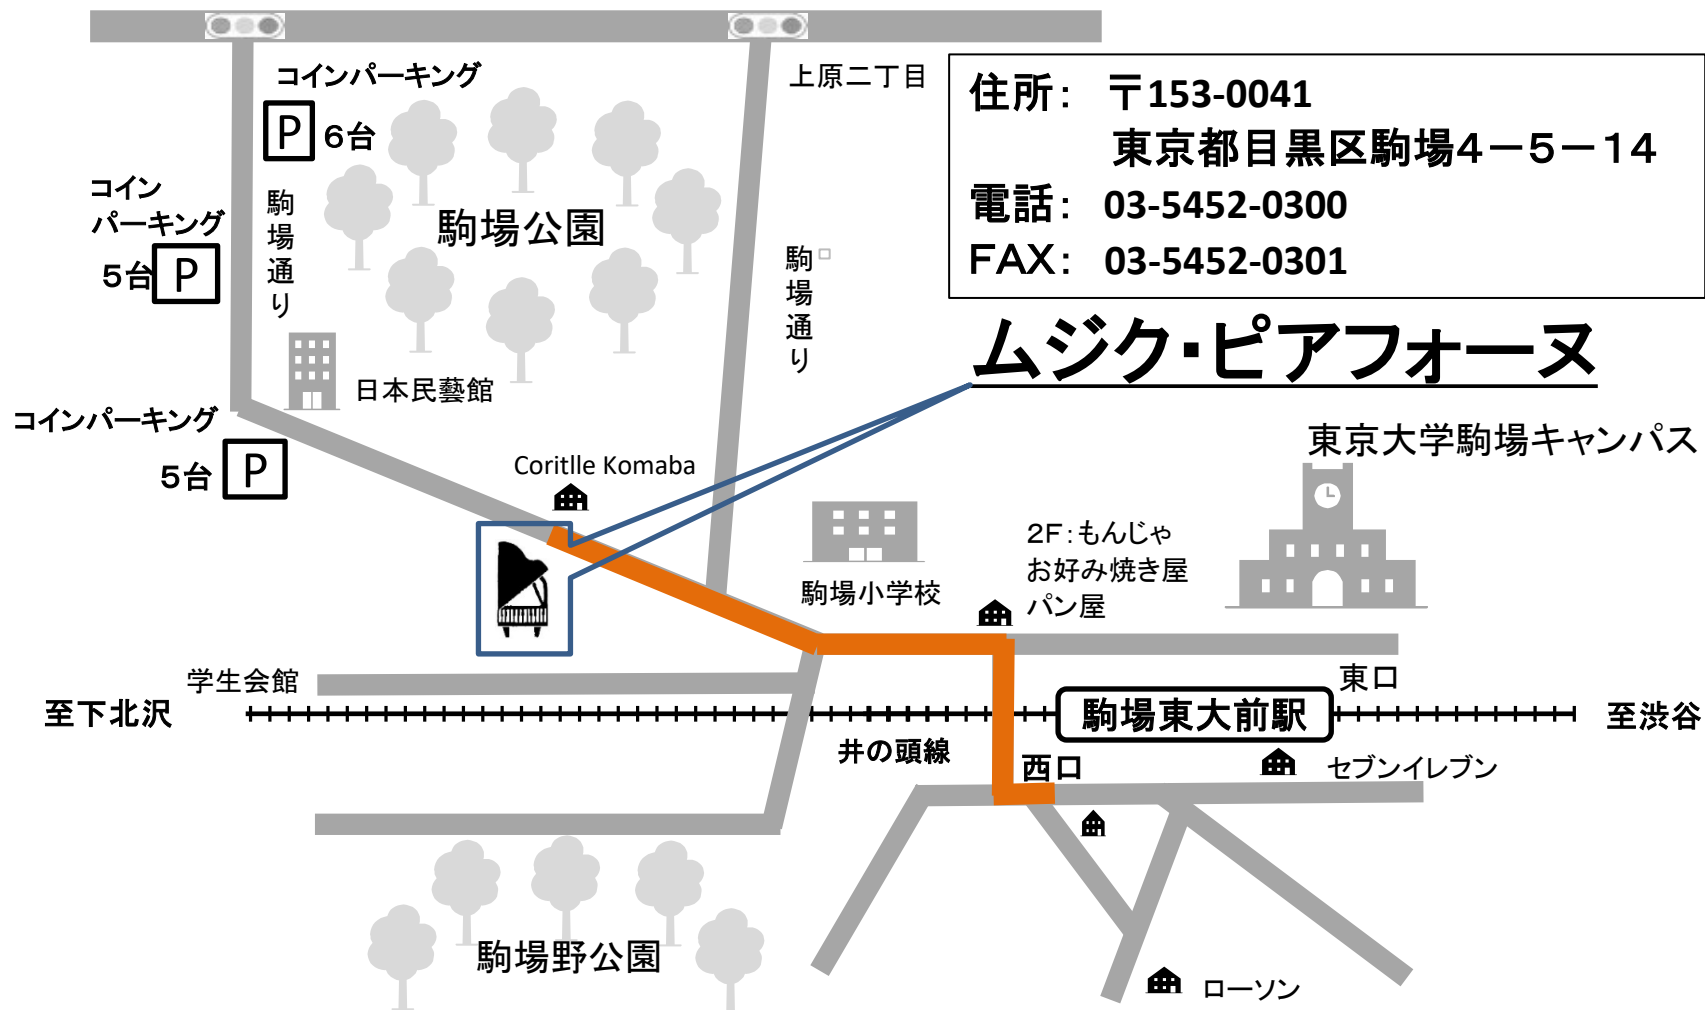 コインパーキング
P 6台
上原二丁目
住所： 〒153-0041
東京都目黒区駒場4－5－14
電話： 03-5452-0300
FAX： 03-5452-0301
コイン
パーキング
5台 P
駒場通り
駒場公園
駒場通り
ムジク・ピアフォーヌ
日本民藝館
コインパーキング
5台 P
Coritlle Komaba
東京大学駒場キャンパス
2F：もんじゃ
お好み焼き屋
パン屋
駒場小学校
学生会館
東口
至下北沢
駒場東大前駅
至渋谷
井の頭線
西口
セブンイレブン
駒場野公園
ローソン